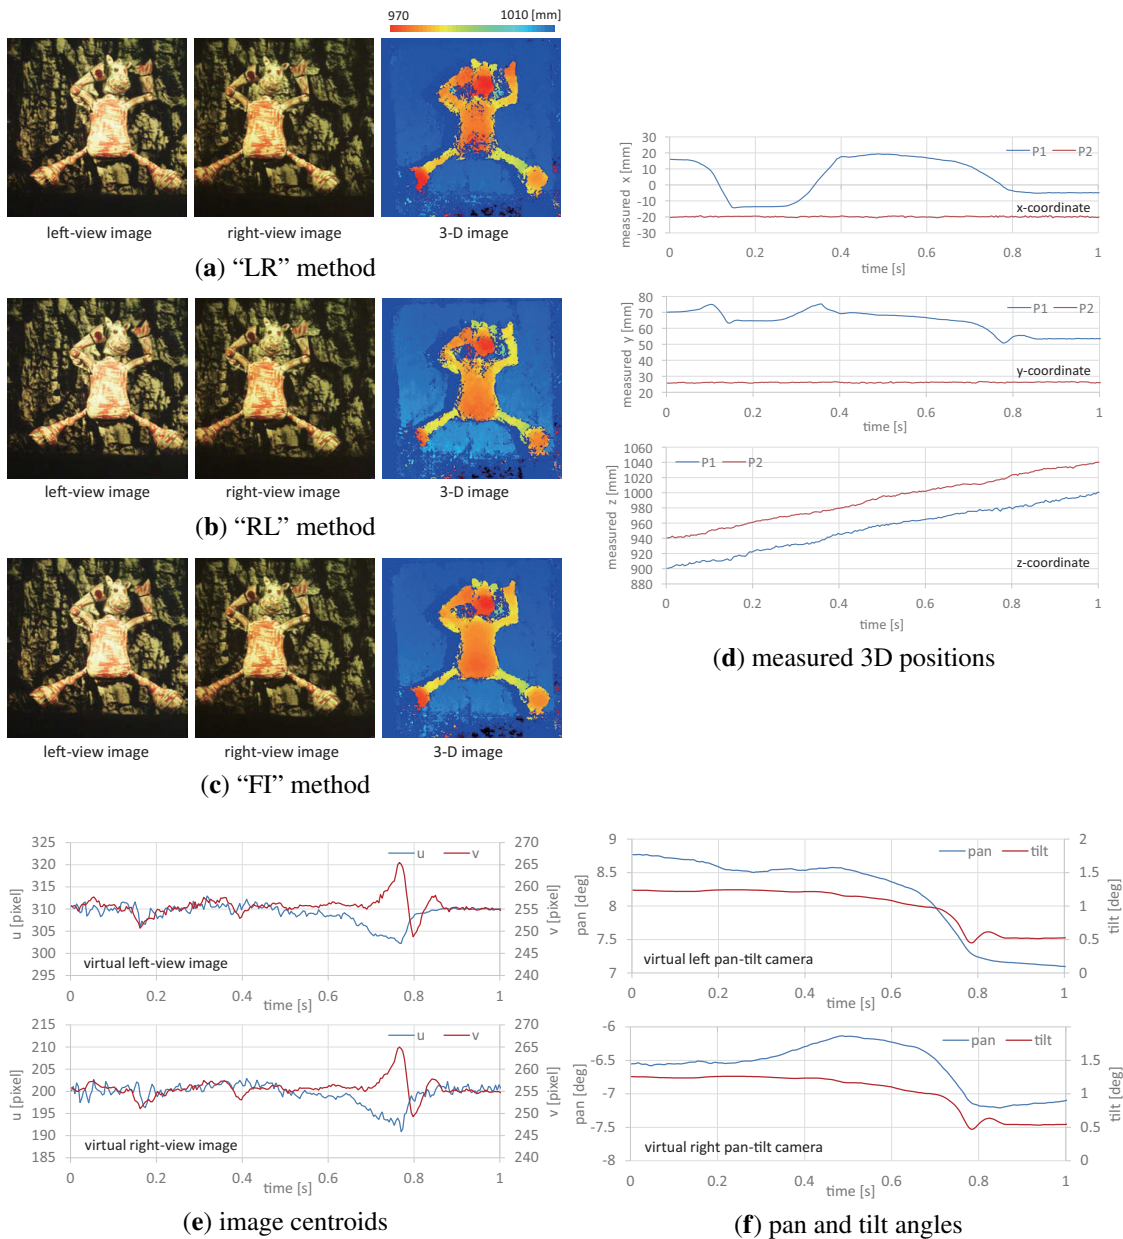 970 1010 [mm]
left-view image right-view image 3-D image
(a) “LR” method
left-view image right-view image 3-D image
(b) “RL” method
left-view image right-view image 3-D image
(c) “FI” method
30
20
10
0
-10
-20
-30
measured x [mm]
P1 P2
x-coordinate
0 0.2 0.4 0.6 0.8 1
time [s]
80
70
60
50
40
30
20
measured y [mm]
P1 P2
y-coordinate
0 0.2 0.4 0.6 0.8 1
time [s]
1060
1040
1020
1000
980
960
940
920
900
880
measured z [mm]
P1 P2
z-coordinate
0 0.2 0.4 0.6 0.8 1
time [s]
(d) measured 3D positions
325
320
315
310
305
300
295
u [pixel]
u v
270
265
260
255
250
245
240
v [pixel]
virtual left-view image
0 0.2 0.4 0.6 0.8 1
time [s]
215
210
205
200
195
190
185
u [pixel]
u v
270
265
260
255
250
245
240
v [pixel]
virtual right-view image
0 0.2 0.4 0.6 0.8 1
time [s]
(e) image centroids
9
8.5
8
7.5
7
pan [deg]
pan tilt
2
1.5
1
0.5
0
tilt [deg]
virtual left pan-tilt camera
0 0.2 0.4 0.6 0.8 1
time [s]
-6
-6.5
-7
-7.5
-8
pan [deg]
pan tilt
1.5
1
0.5
0
tilt [deg]
virtual right pan-tilt camera
0 0.2 0.4 0.6 0.8 1
time [s]
(f) pan and tilt angles